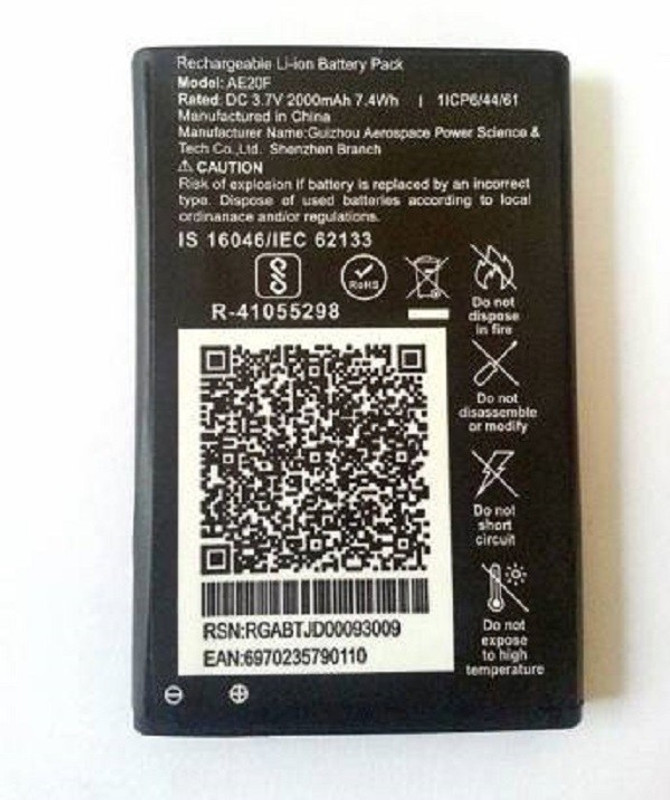 Rechargeable Li-ion Battery Pack
Model: AE20F
Rated: DC 3.7V 2000mAh 7.4Wh | 1ICP6/44/61
Manufactured in China
Manufacturer Name:Guizhou Aerospace Power Science &
Tech Co.,Ltd. Shenzhen Branch
⚠ CAUTION
Risk of explosion if battery is replaced by an incorrect
type. Dispose of used batteries according to local
ordinanace and/or regulations.
IS 16046/IEC 62133
RoHS
R-41055298
Do not
dispose
in fire
Do not
disassemble
or modify
Do not
short
circuit
Do not
expose
to high
temperature
RSN:RGABTJD00093009
EAN:6970235790110
⊖ ⊕